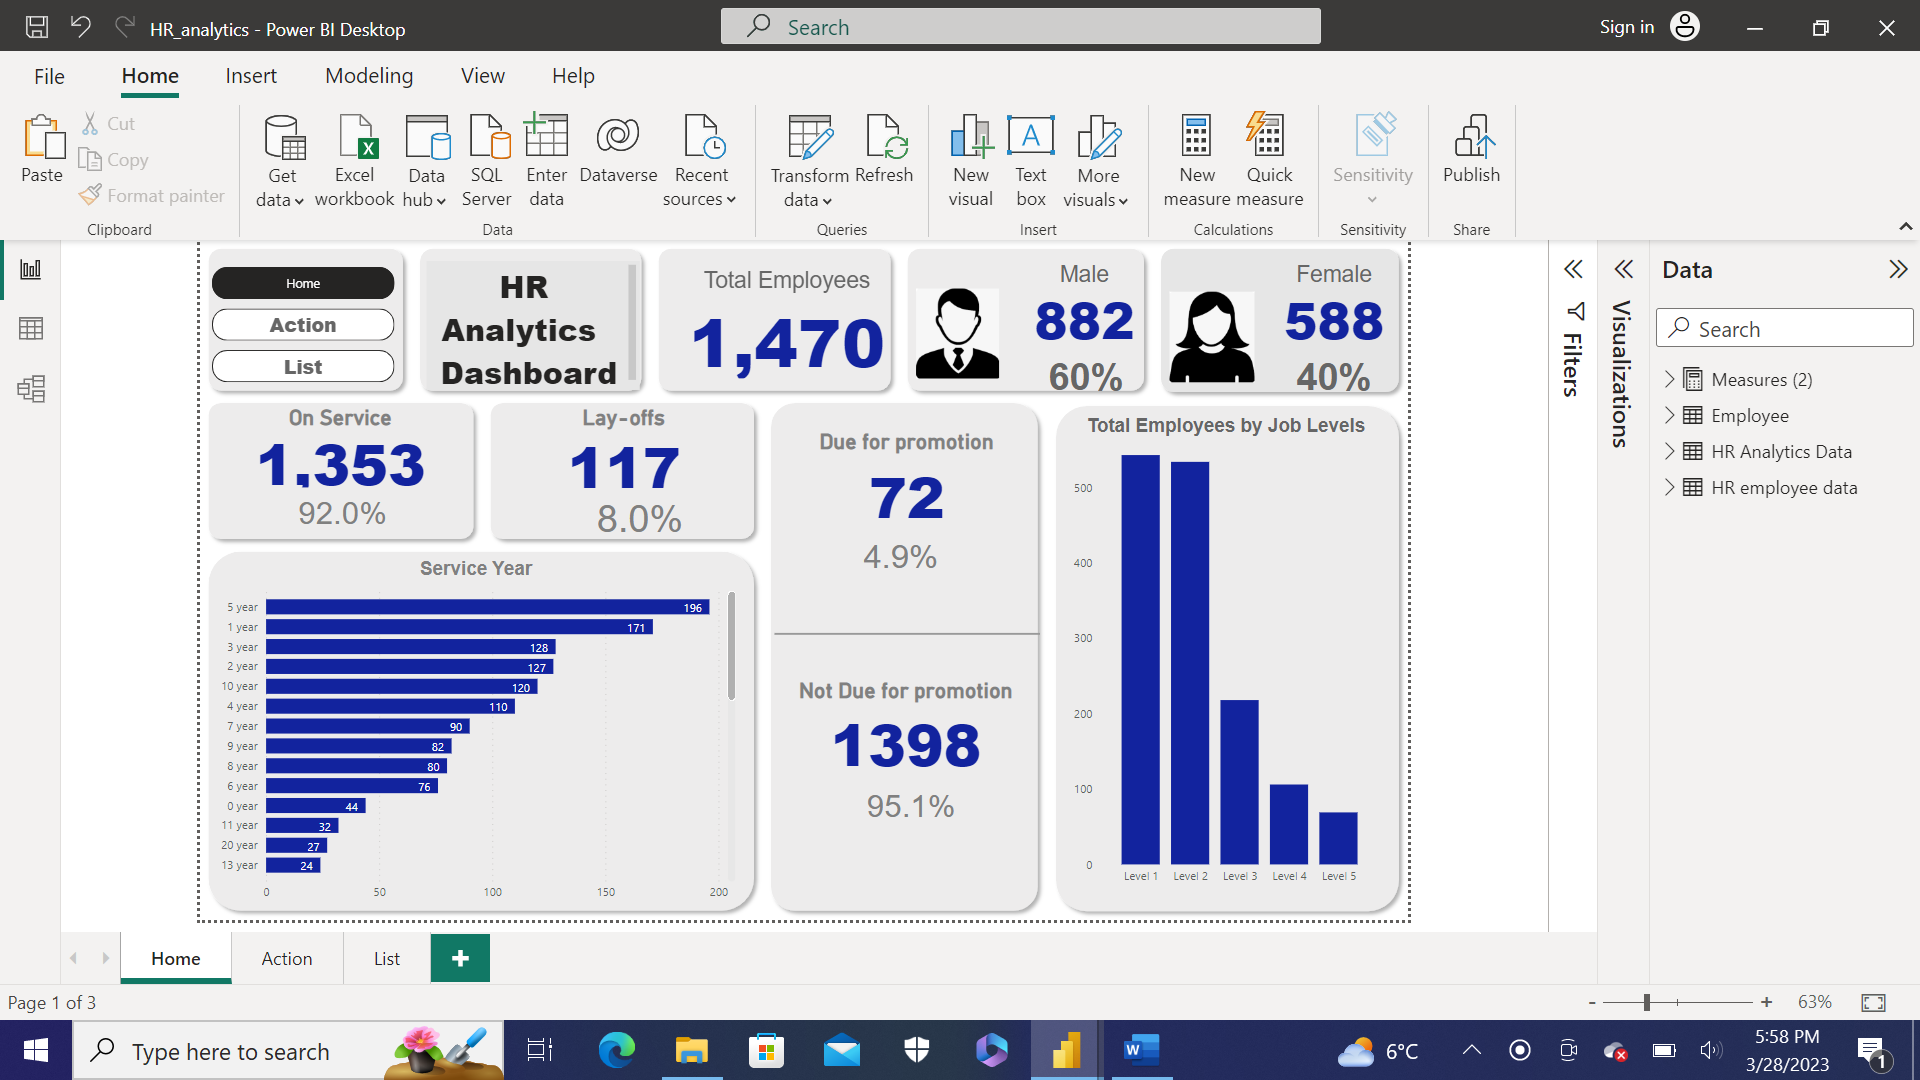 HR_analytics - Power BI Desktop
Search
Sign in
File Home Insert Modeling View Help
Paste
Cut
Copy
Format painter
Clipboard
Get data
Excel workbook
Data hub
SQL Server
Enter data
Dataverse
Recent sources
Data
Transform data
Refresh
Queries
New visual
Text box
More visuals
Insert
New measure
Quick measure
Calculations
Sensitivity
Sensitivity
Publish
Share
Home
Action
List
HR
Analytics
Dashboard
Total Employees
1,470
Male
882
60%
Female
588
40%
On Service
1,353
92.0%
Lay-offs
117
8.0%
Due for promotion
72
4.9%
Not Due for promotion
1398
95.1%
Service Year
5 year 196
1 year 171
3 year 128
2 year 127
10 year 120
4 year 110
7 year 90
9 year 82
8 year 80
6 year 76
0 year 44
11 year 32
20 year 27
13 year 24
0 50 100 150 200
Total Employees by Job Levels
500
400
300
200
100
0
Level 1 Level 2 Level 3 Level 4 Level 5
Filters
Visualizations
Data
Search
Measures (2)
Employee
HR Analytics Data
HR employee data
Home Action List
Page 1 of 3
63%
Type here to search
6°C
5:58 PM
3/28/2023
1